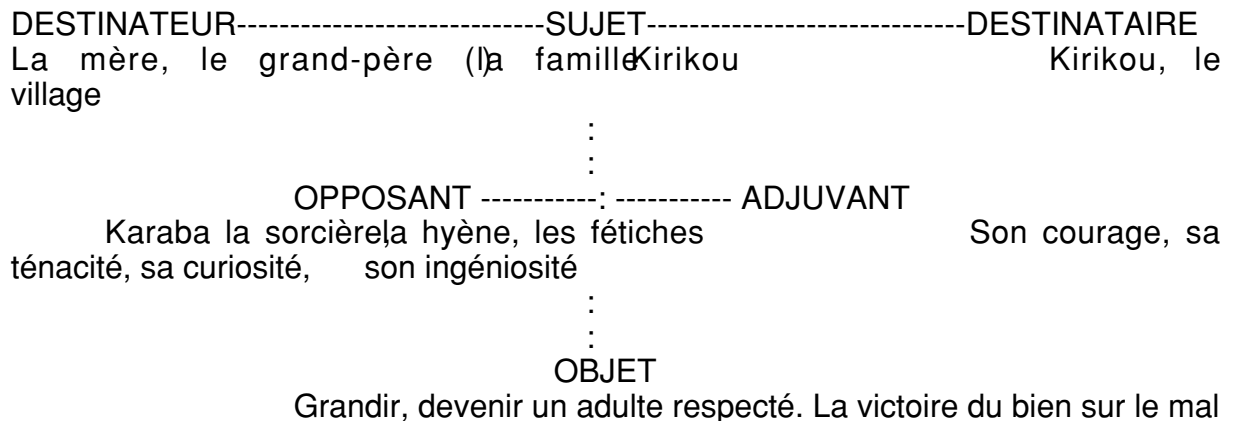 DESTINATEUR-----------------------------SUJET-----------------------------DESTINATAIRE
La mère, le grand-père (la famille) Kirikou Kirikou, le
village
:
:
OPPOSANT -----------: ----------- ADJUVANT
Karaba la sorcière, la hyène, les fétiches Son courage, sa
ténacité, sa curiosité, son ingéniosité
:
:
OBJET
Grandir, devenir un adulte respecté. La victoire du bien sur le mal